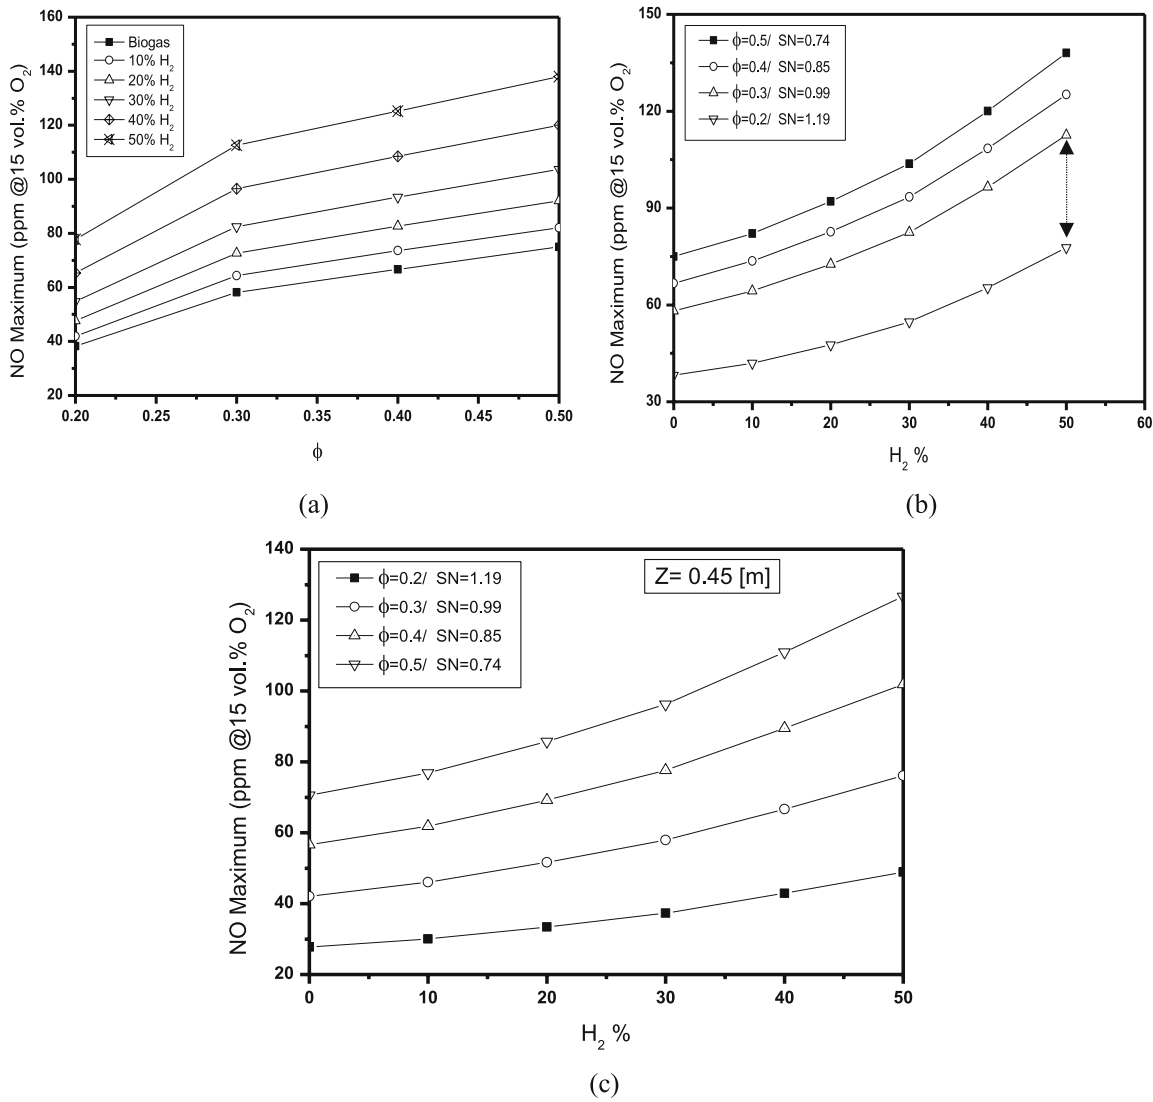 NO Maximum (ppm @15 vol.% O₂)
160
140
120
100
80
60
40
20
Biogas
10% H₂
20% H₂
30% H₂
40% H₂
50% H₂
0.20 0.25 0.30 0.35 0.40 0.45 0.50
ϕ
(a)
NO Maximum (ppm @15 vol.% O₂)
150
120
90
60
30
ϕ=0.5/ SN=0.74
ϕ=0.4/ SN=0.85
ϕ=0.3/ SN=0.99
ϕ=0.2/ SN=1.19
0 10 20 30 40 50 60
H₂ %
(b)
NO Maximum (ppm @15 vol.% O₂)
140
120
100
80
60
40
20
ϕ=0.2/ SN=1.19
ϕ=0.3/ SN=0.99
ϕ=0.4/ SN=0.85
ϕ=0.5/ SN=0.74
Z= 0.45 [m]
0 10 20 30 40 50
H₂ %
(c)